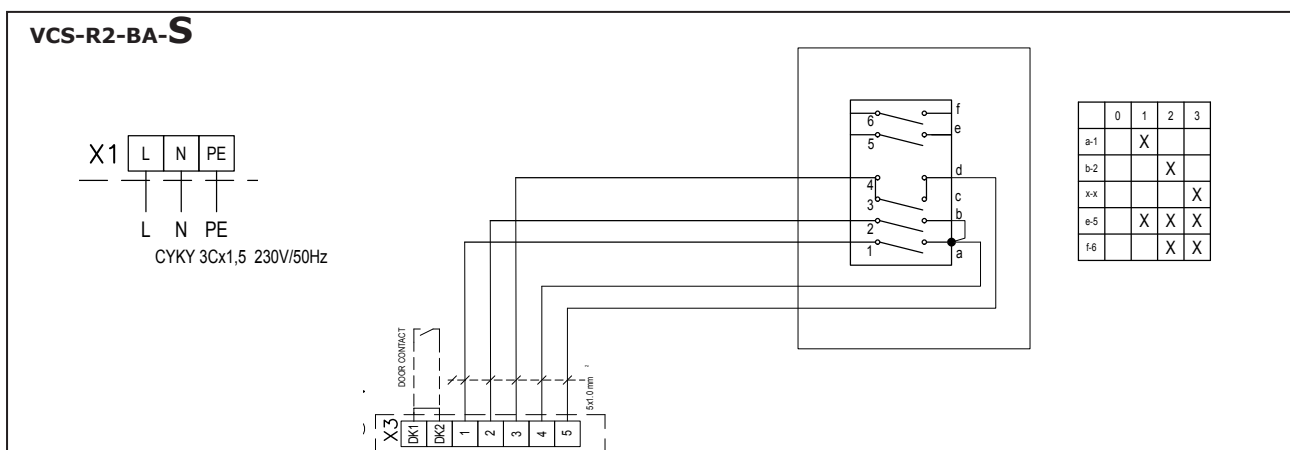 VCS-R2-BA-S
X1 L N PE
L N PE
CYKY 3Cx1,5 230V/50Hz
6 f
5 e
4 d
3 c
2 b
1 a
0 1 2 3
a-1 X
b-2 X
x-x X
e-5 X X X
f-6 X X
DOOR CONTACT
5x1.0 mm
X3 DK1 DK2 1 2 3 4 5